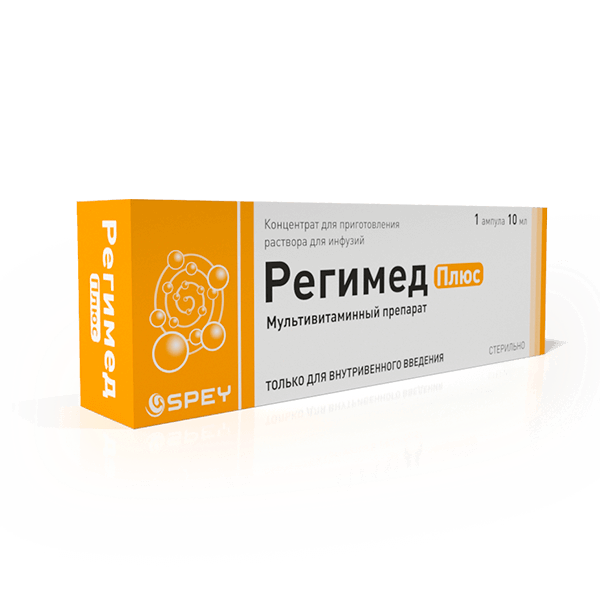 Регимед
Плюс
SPEY
Концентрат для приготовления
раствора для инфузий
1 ампула 10 мл
Регимед Плюс
Мультивитаминный препарат
ТОЛЬКО ДЛЯ ВНУТРИВЕННОГО ВВЕДЕНИЯ
СТЕРИЛЬНО